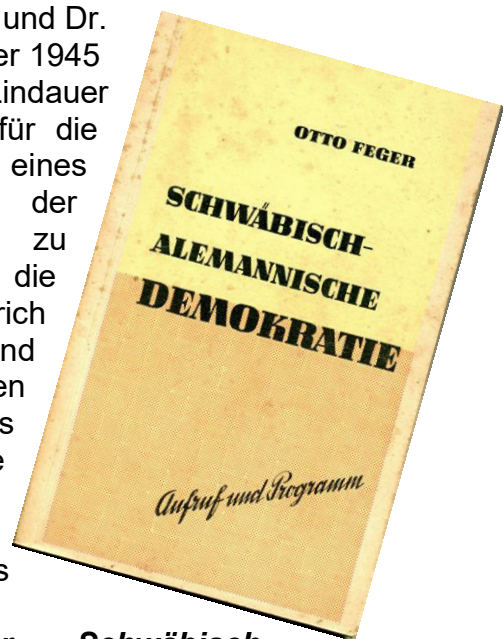 und Dr.
er 1945
Lindauer
für die
eines
der
zu
die
rich
nd
en
s
e
s
Schwäbisch
OTTO FEGER
SCHWÄBISCH-
ALEMANNISCHE
DEMOKRATIE
Aufruf und Programm